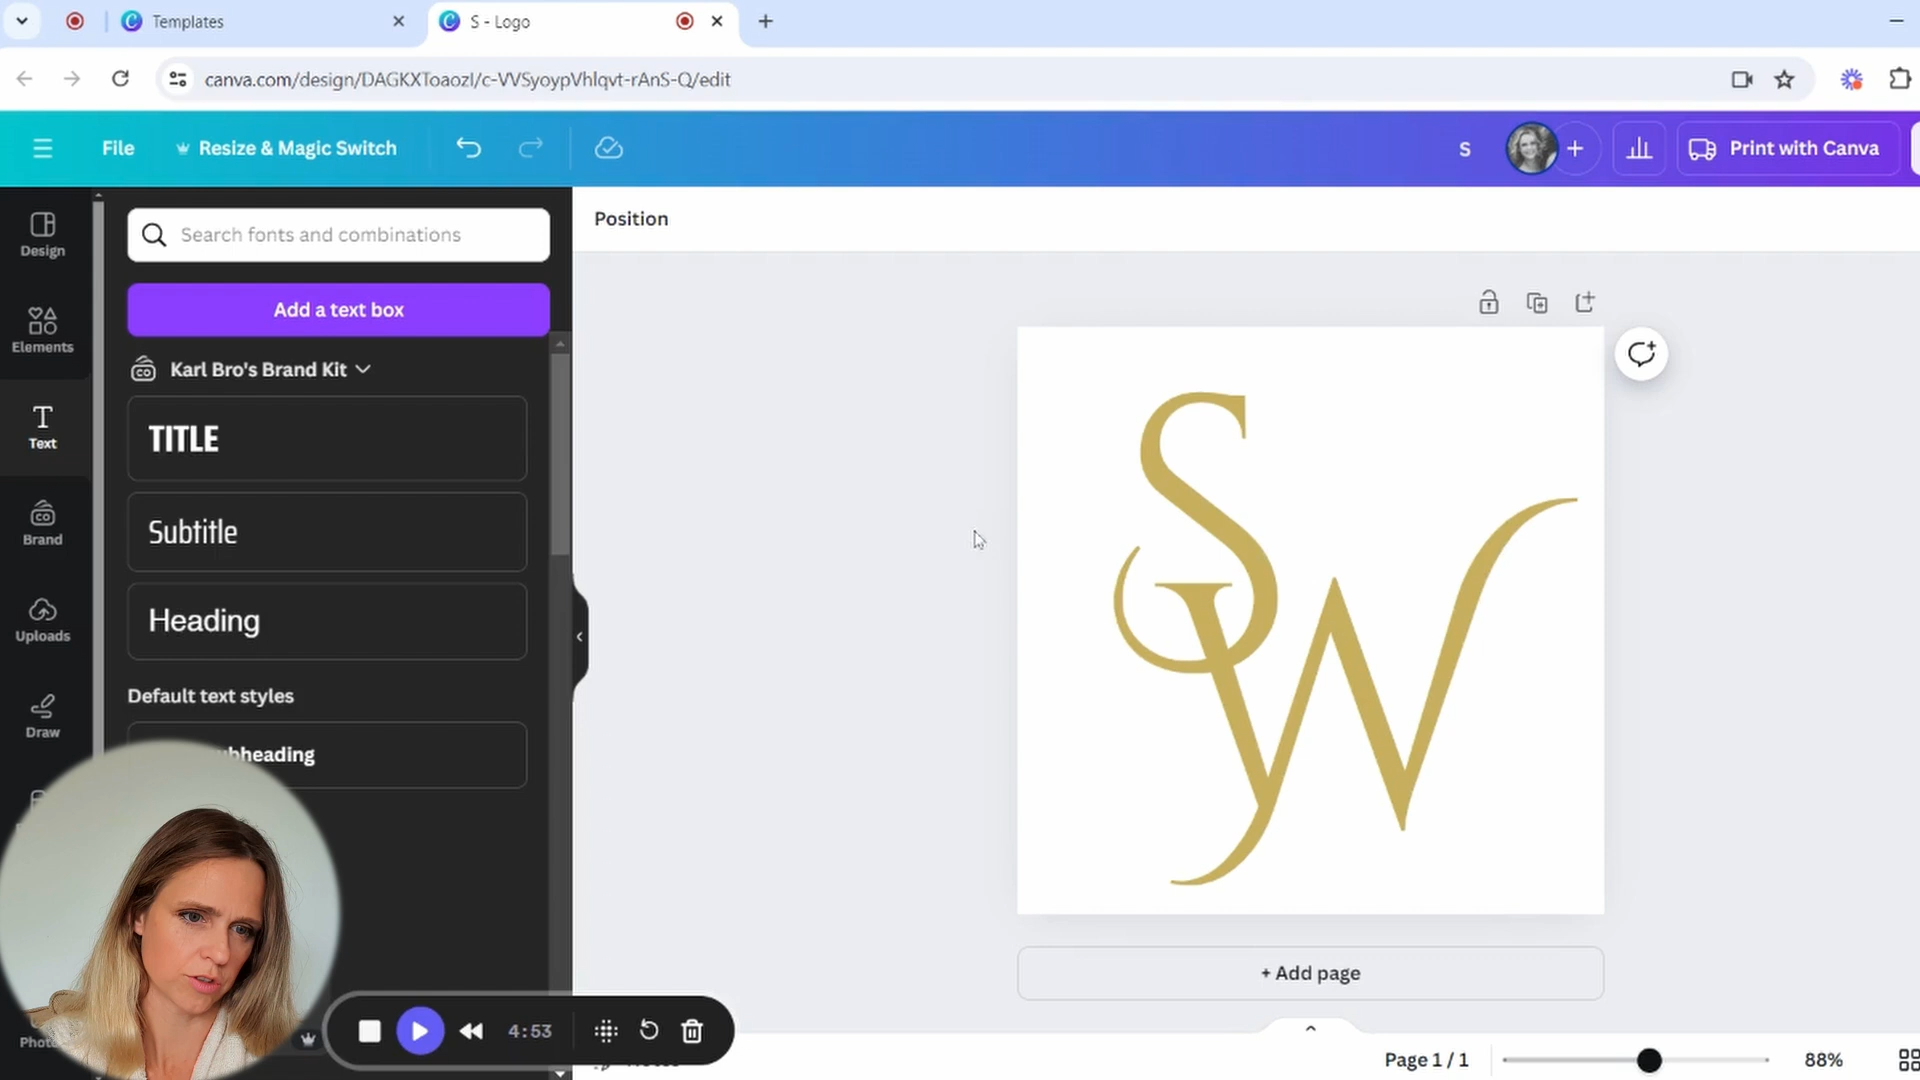 Templates
S - Logo
canva.com/design/DAGKXToaozI/c-VVSyoypVhlqvt-rAnS-Q/edit
File
Resize & Magic Switch
S
Print with Canva
Design
Elements
Text
Brand
Uploads
Draw
Search fonts and combinations
Add a text box
Karl Bro's Brand Kit
TITLE
Subtitle
Heading
Default text styles
bheading
Position
S
W
+ Add page
4:53
Page 1 / 1
88%